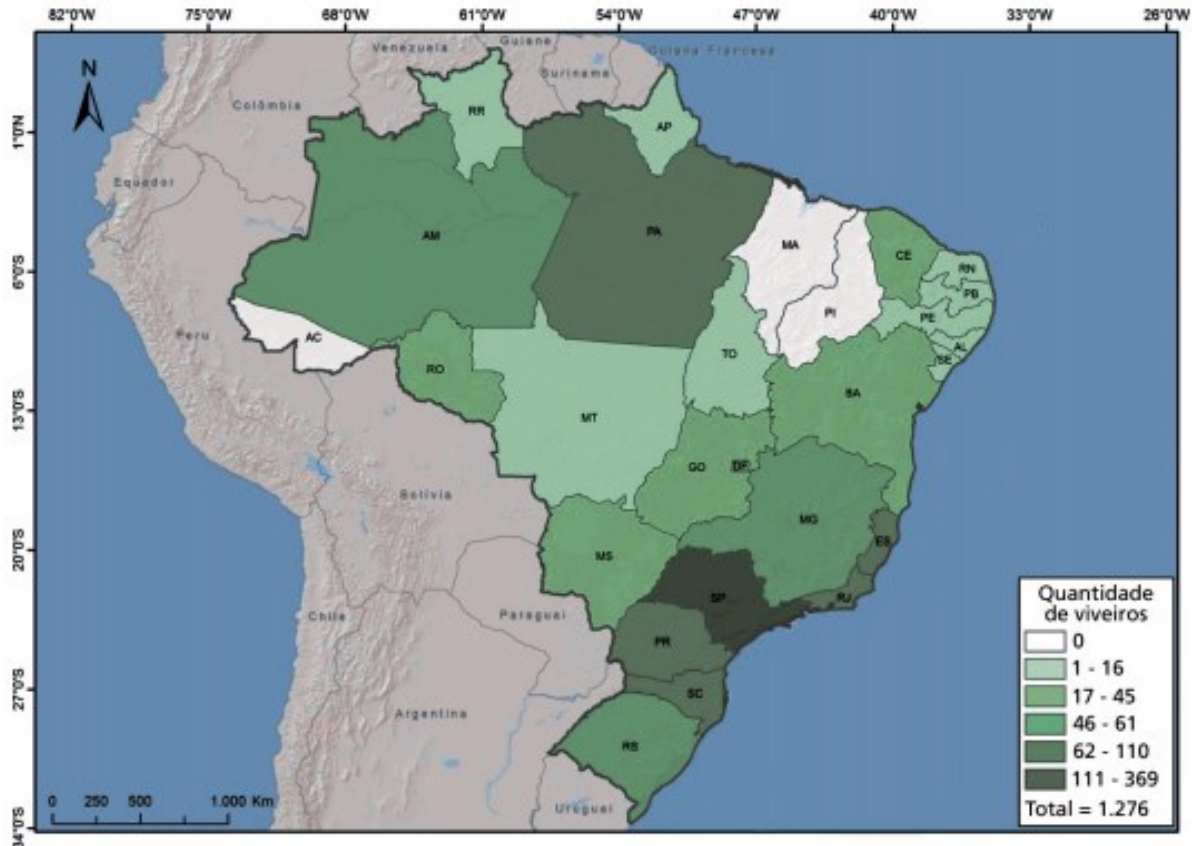 82°0'W 75°0'W 68°0'W 61°0'W 54°0'W 47°0'W 40°0'W 33°0'W 26°0'W
N
Venezuela
Guiane
Guiana Francesa
Suriname
Colômbia
RR
AP
1°0'N
Equador
AM
PA
MA
CE
RN
6°0'S
PB
PI
PE
Peru
AC
AL
TO
SE
RO
BA
13°0'S
MT
GO
DF
Bolívia
MG
ES
20°0'S
MS
SP
RJ
Chile
Paraguai
PR
27°0'S
SC
Argentina
RS
Uruguai
34°0'S
0 250 500 1.000 Km
Quantidade
de viveiros
0
1 - 16
17 - 45
46 - 61
62 - 110
111 - 369
Total = 1.276